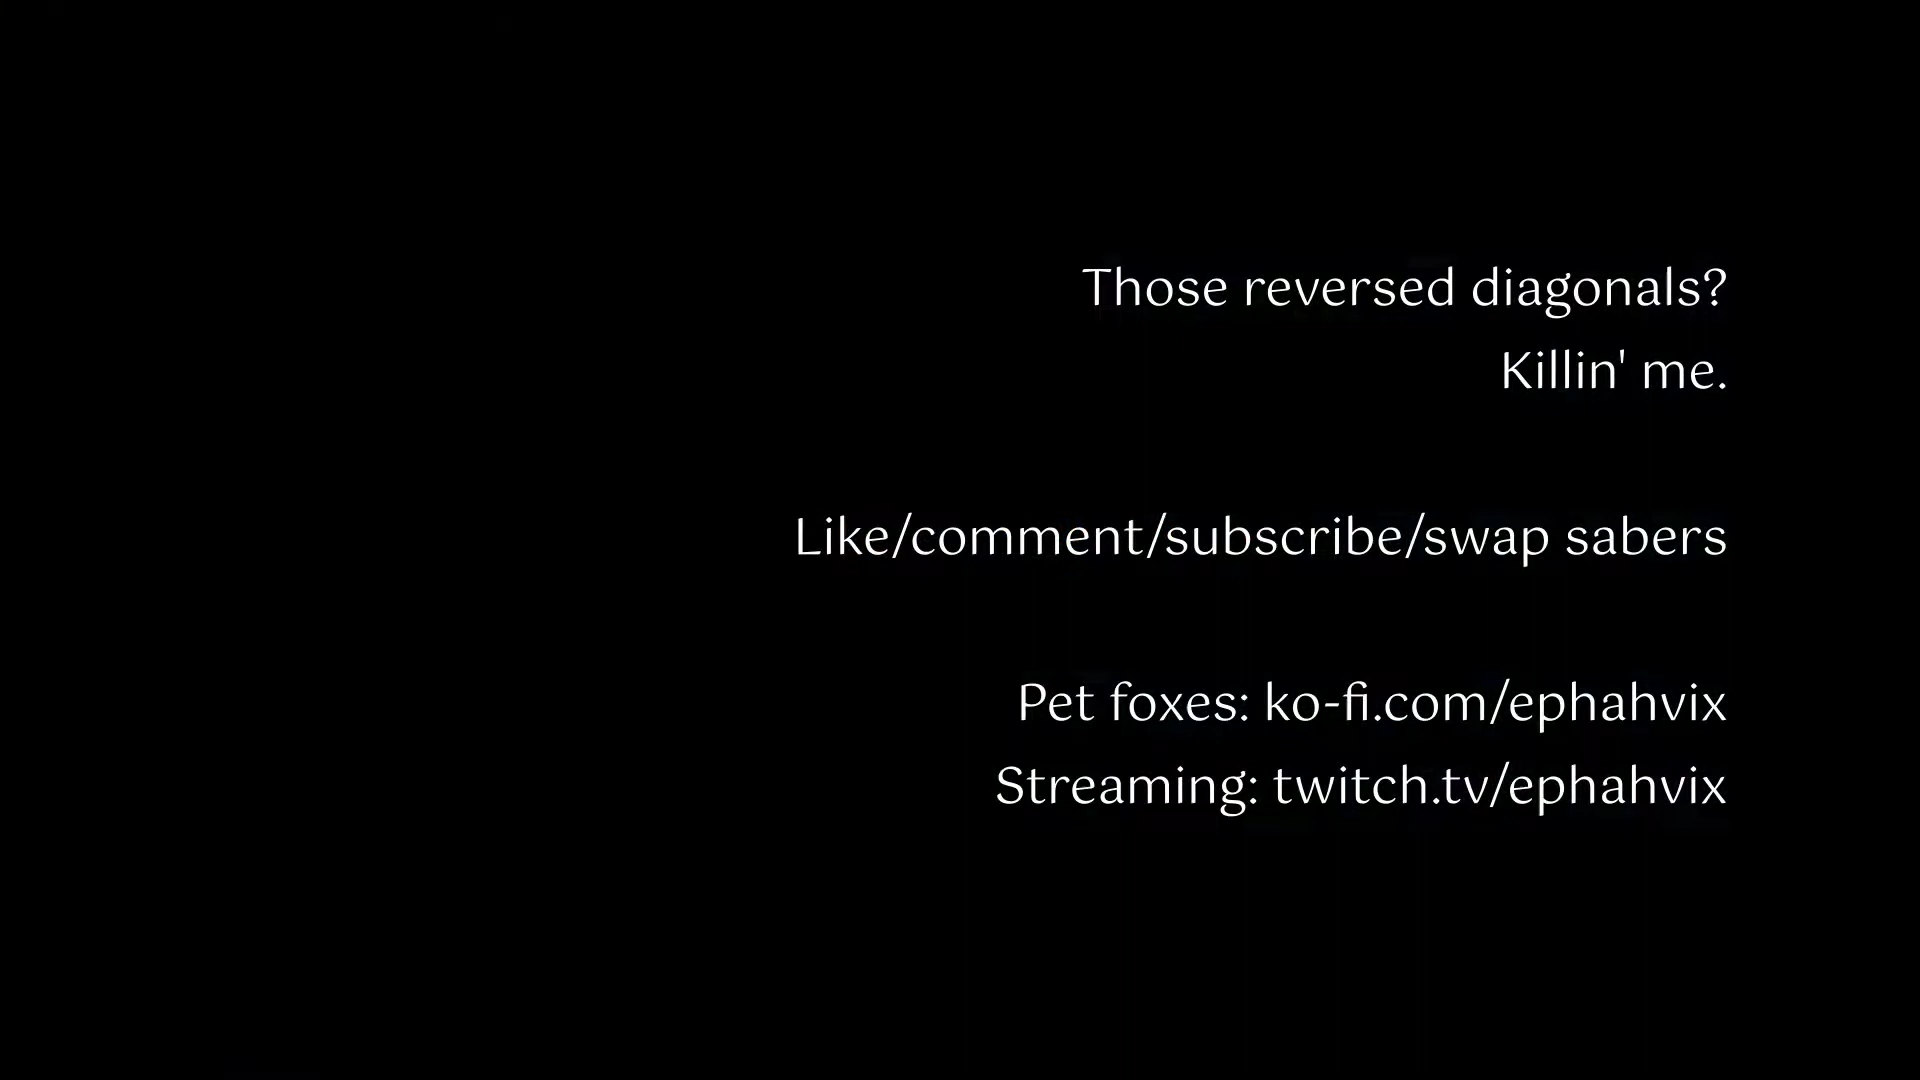 Those reversed diagonals?
Killin' me.
Like/comment/subscribe/swap sabers
Pet foxes: ko-fi.com/ephahvix
Streaming: twitch.tv/ephahvix